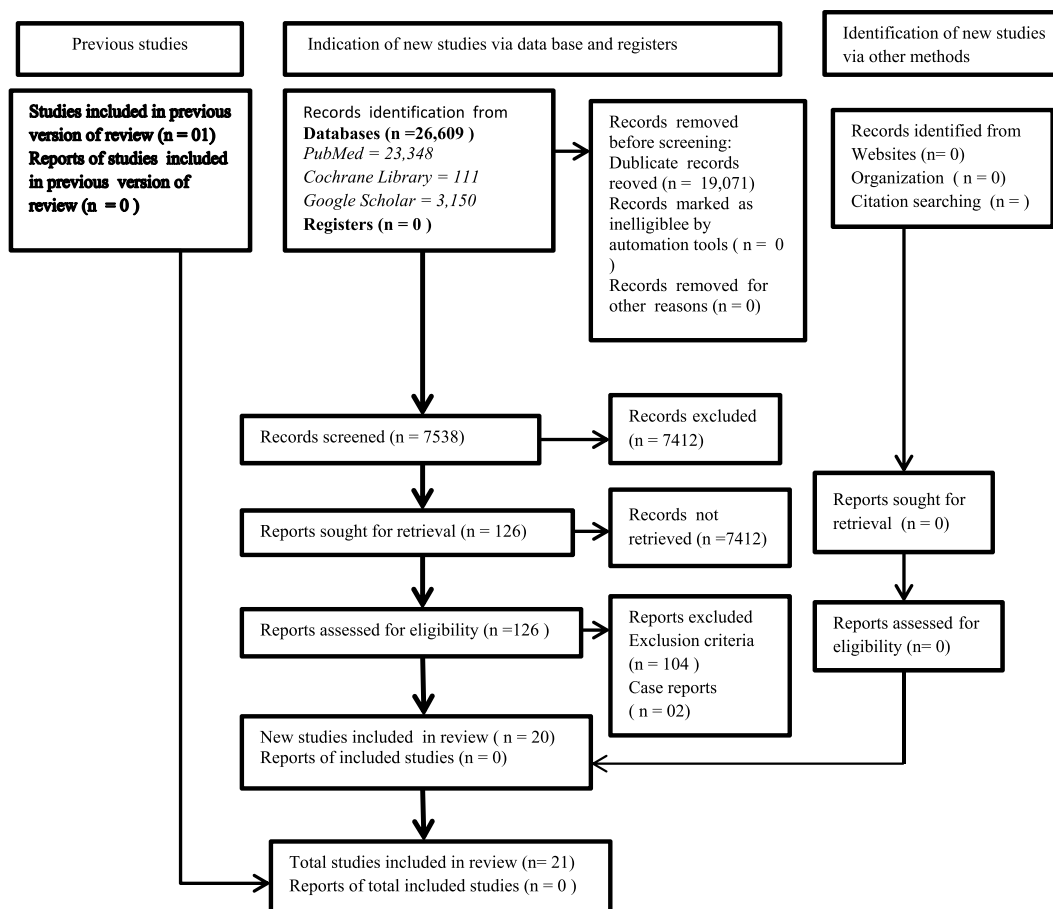 Previous studies
Indication of new studies via data base and registers
Identification of new studies
via other methods
Studies included in previous
version of review (n = 01)
Reports of studies included
in previous version of
review (n = 0 )
Records identification from
Databases (n =26,609 )
PubMed = 23,348
Cochrane Library = 111
Google Scholar = 3,150
Registers (n = 0 )
Records removed
before screening:
Dublicate records
reoved (n = 19,071)
Records marked as
inelligiblee by
automation tools ( n = 0
)
Records removed for
other reasons (n = 0)
Records identified from
Websites (n= 0)
Organization ( n = 0)
Citation searching (n = )
Records screened (n = 7538)
Records excluded
(n = 7412)
Reports sought for retrieval (n = 126)
Records not
retrieved (n =7412)
Reports sought for
retrieval (n = 0)
Reports assessed for eligibility (n =126 )
Reports excluded
Exclusion criteria
(n = 104 )
Case reports
( n = 02)
Reports assessed for
eligibility (n= 0)
New studies included in review ( n = 20)
Reports of included studies (n = 0)
Total studies included in review (n= 21)
Reports of total included studies (n = 0 )